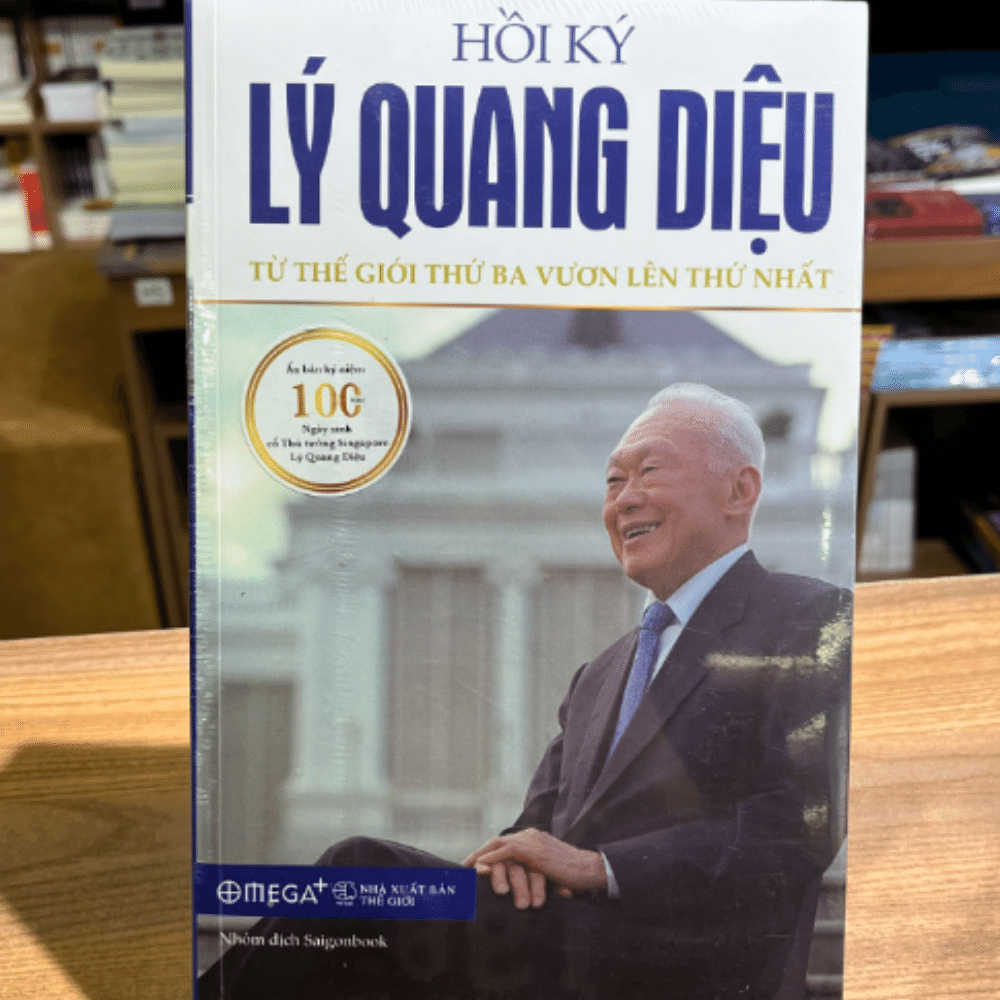 HỒI KÝ
LÝ QUANG DIỆU
TỪ THẾ GIỚI THỨ BA VƯƠN LÊN THỨ NHẤT
Ấn bản kỷ niệm
100
Ngày sinh
cố Thủ tướng Singapore
Lý Quang Diệu
OMEGA+
NHÀ XUẤT BẢN
THẾ GIỚI
Nhóm dịch Saigonbook